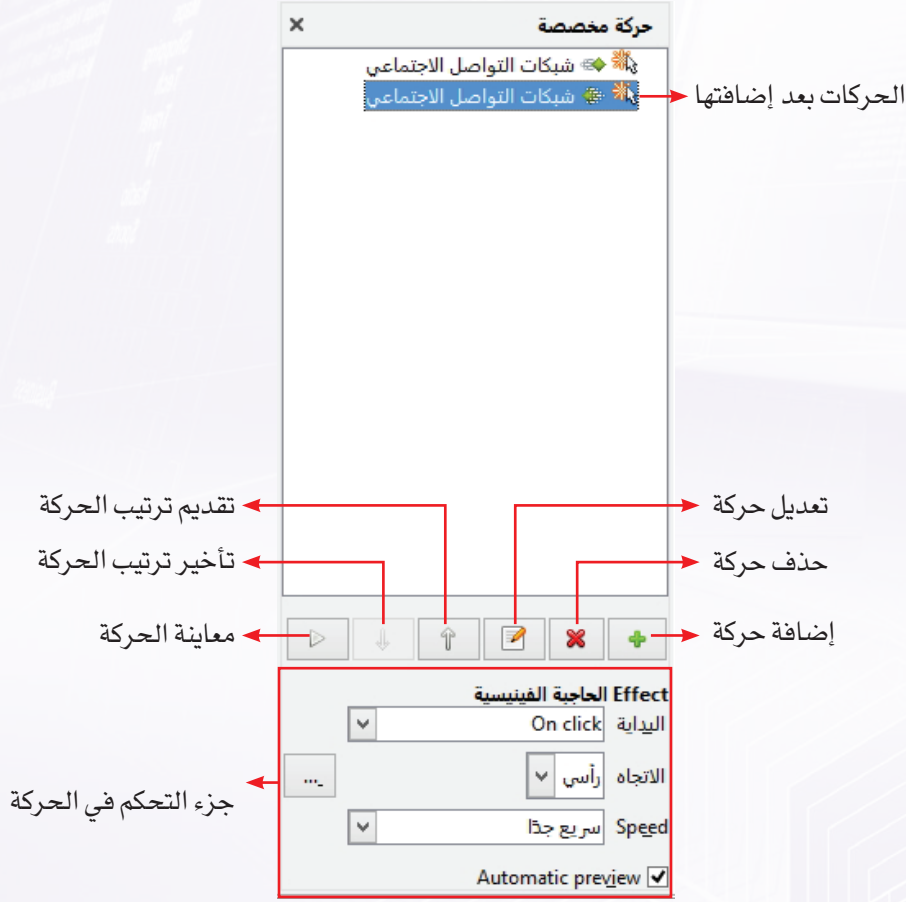 حركة مخصصة
شبكات التواصل الاجتماعي
شبكات التواصل الاجتماعي
الحركات بعد إضافتها
تعديل حركة
تقديم ترتيب الحركة
حذف حركة
تأخير ترتيب الحركة
إضافة حركة
معاينة الحركة
Effect الحاجبة الفينيسية
البداية On click
الاتجاه رأسي
...
Speed سريع جدًا
Automatic preview
جزء التحكم في الحركة